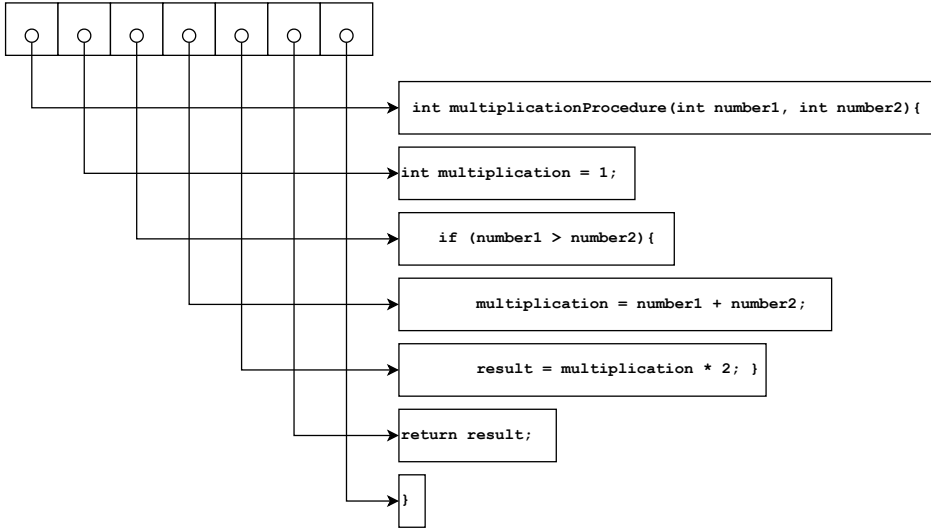 int multiplicationProcedure(int number1, int number2){
int multiplication = 1;
if (number1 > number2){
multiplication = number1 + number2;
result = multiplication * 2; }
return result;
}